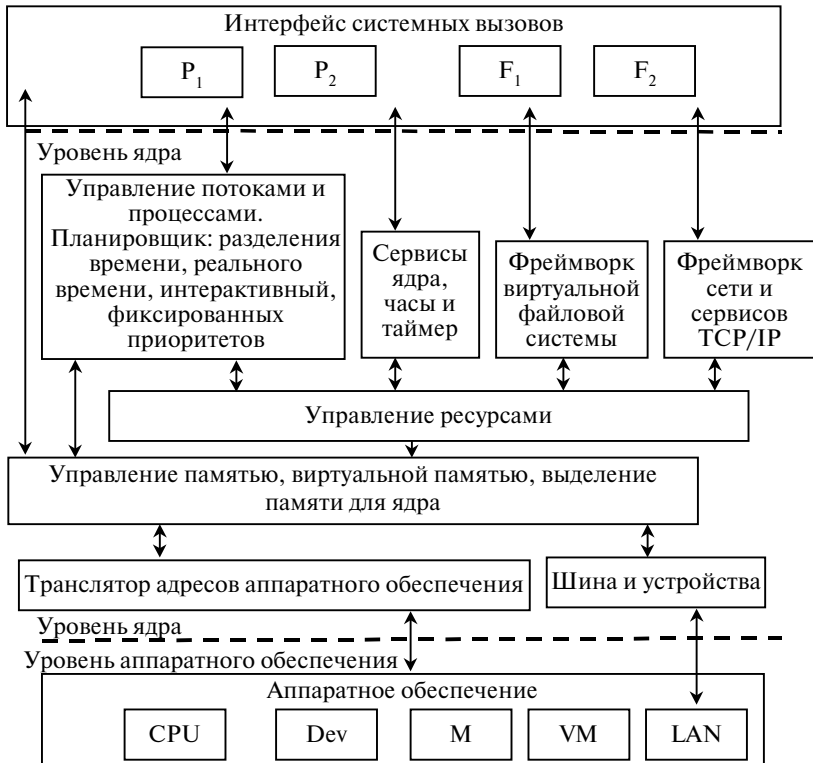 Интерфейс системных вызовов
P1
P2
F1
F2
Уровень ядра
Управление потоками и
процессами.
Планировщик: разделения
времени, реального
времени, интерактивный,
фиксированных
приоритетов
Сервисы
ядра,
часы и
таймер
Фреймворк
виртуальной
файловой
системы
Фреймворк
сети и
сервисов
TCP/IP
Управление ресурсами
Управление памятью, виртуальной памятью, выделение
памяти для ядра
Транслятор адресов аппаратного обеспечения
Шина и устройства
Уровень ядра
Уровень аппаратного обеспечения
Аппаратное обеспечение
CPU
Dev
M
VM
LAN